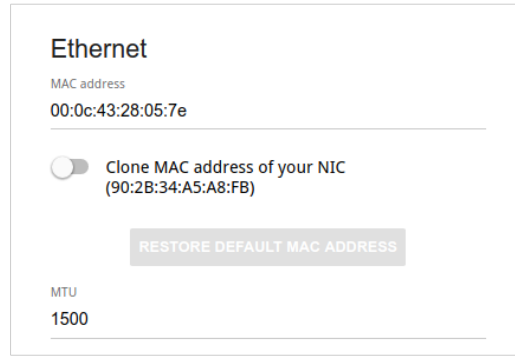 Ethernet
MAC address
00:0c:43:28:05:7e
Clone MAC address of your NIC
(90:2B:34:A5:A8:FB)
RESTORE DEFAULT MAC ADDRESS
MTU
1500